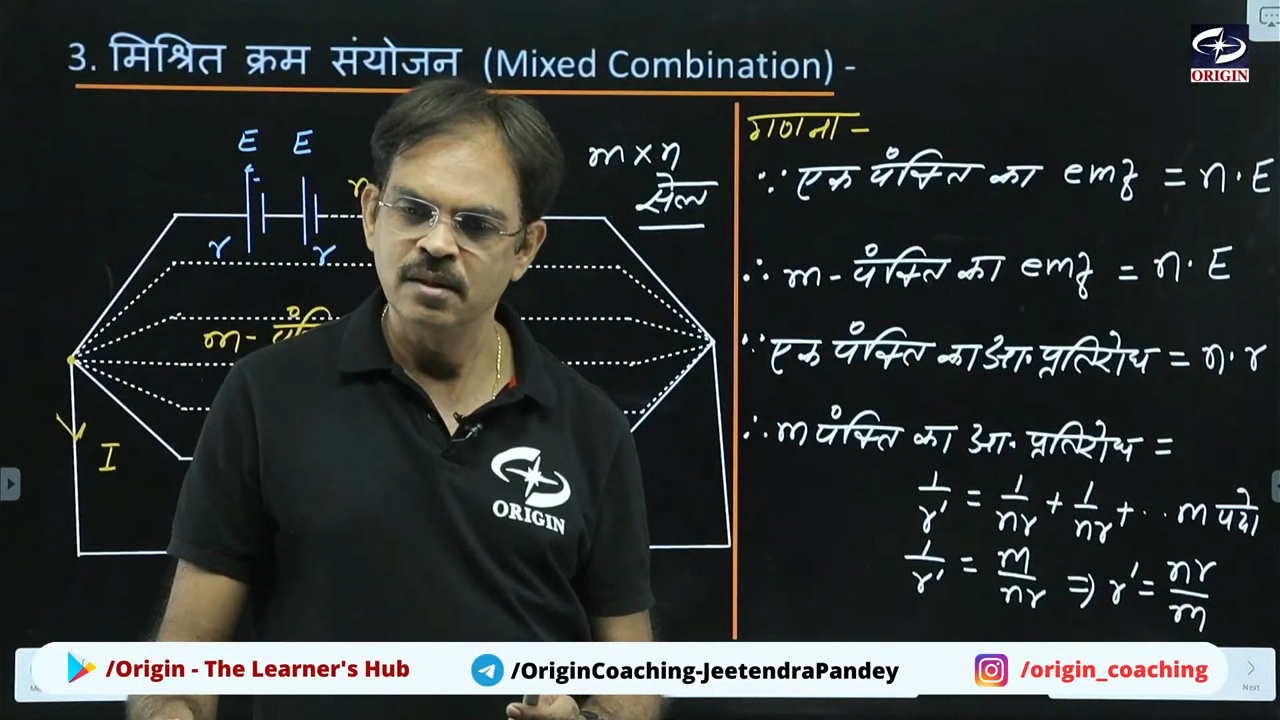 3. मिश्रित क्रम संयोजन (Mixed Combination) -
ORIGIN
E E
m × n
सेल
r r
n
m - पंक्ति
I
गणना -
∵ एक पंक्ति का emf = n·E
∴ m - पंक्ति का emf = n·E
∵ एक पंक्ति का आ. प्रतिरोध = n·r
∴ m पंक्ति का आ. प्रतिरोध =
1/r' = 1/nr + 1/nr + .. m पदों
1/r' = m/nr ⇒ r' = nr/m
ORIGIN
/Origin - The Learner's Hub
/OriginCoaching-JeetendraPandey
/origin_coaching
Next